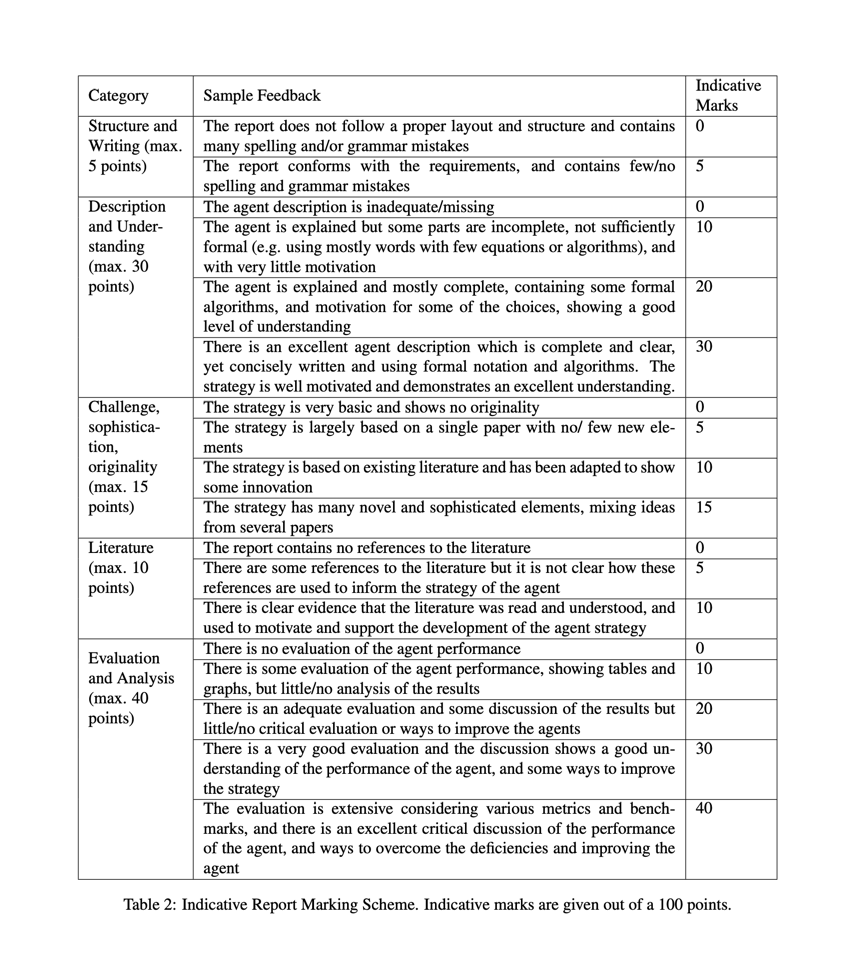 Category Sample Feedback Indicative
Marks
Structure and
Writing (max.
5 points)
The report does not follow a proper layout and structure and contains 0
many spelling and/or grammar mistakes
The report conforms with the requirements, and contains few/no 5
spelling and grammar mistakes
Description
and Under-
standing
(max. 30
points)
The agent description is inadequate/missing 0
The agent is explained but some parts are incomplete, not sufficiently 10
formal (e.g. using mostly words with few equations or algorithms), and
with very little motivation
The agent is explained and mostly complete, containing some formal 20
algorithms, and motivation for some of the choices, showing a good
level of understanding
There is an excellent agent description which is complete and clear, 30
yet concisely written and using formal notation and algorithms. The
strategy is well motivated and demonstrates an excellent understanding.
Challenge,
sophistica-
tion,
originality
(max. 15
points)
The strategy is very basic and shows no originality 0
The strategy is largely based on a single paper with no/ few new ele- 5
ments
The strategy is based on existing literature and has been adapted to show 10
some innovation
The strategy has many novel and sophisticated elements, mixing ideas 15
from several papers
Literature
(max. 10
points)
The report contains no references to the literature 0
There are some references to the literature but it is not clear how these 5
references are used to inform the strategy of the agent
There is clear evidence that the literature was read and understood, and 10
used to motivate and support the development of the agent strategy
Evaluation
and Analysis
(max. 40
points)
There is no evaluation of the agent performance 0
There is some evaluation of the agent performance, showing tables and 10
graphs, but little/no analysis of the results
There is an adequate evaluation and some discussion of the results but 20
little/no critical evaluation or ways to improve the agents
There is a very good evaluation and the discussion shows a good un- 30
derstanding of the performance of the agent, and some ways to improve
the strategy
The evaluation is extensive considering various metrics and bench- 40
marks, and there is an excellent critical discussion of the performance
of the agent, and ways to overcome the deficiencies and improving the
agent
Table 2: Indicative Report Marking Scheme. Indicative marks are given out of a 100 points.